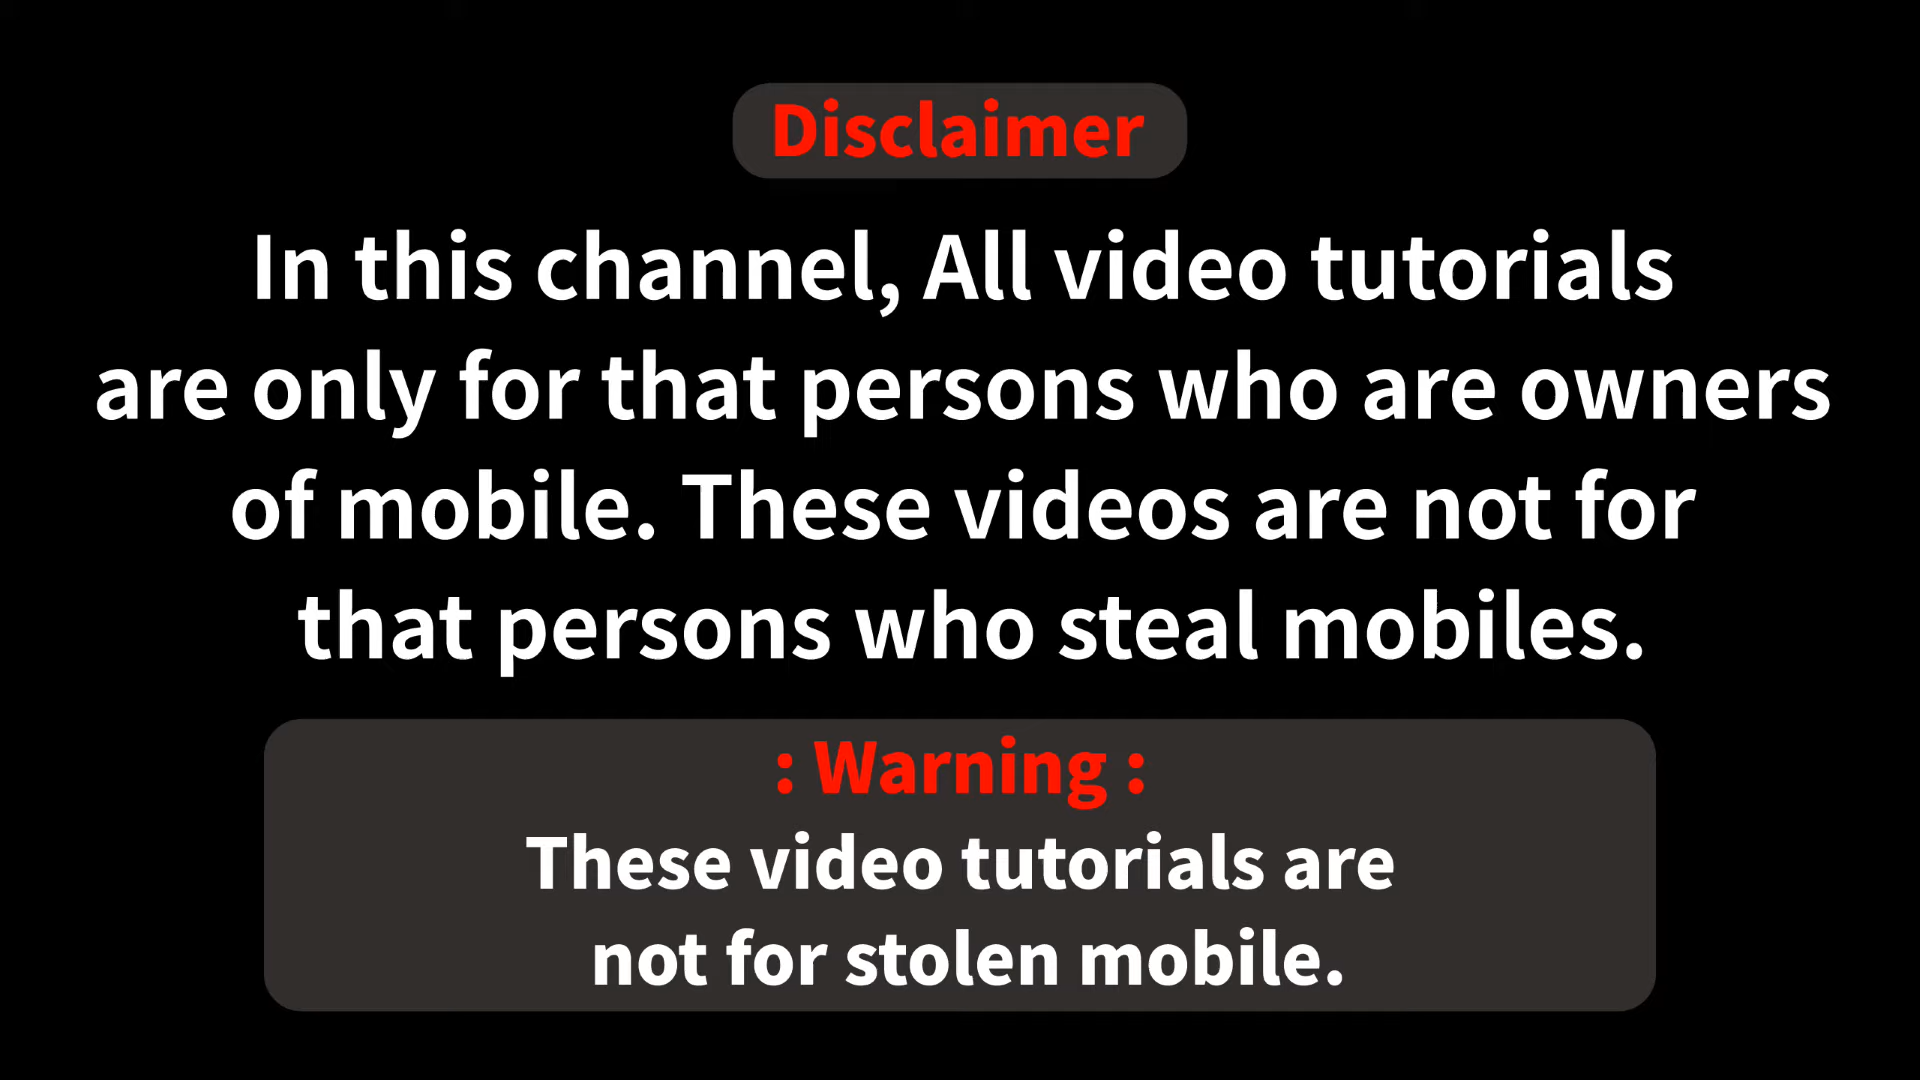 Disclaimer
In this channel, All video tutorials
are only for that persons who are owners
of mobile. These videos are not for
that persons who steal mobiles.
: Warning :
These video tutorials are
not for stolen mobile.